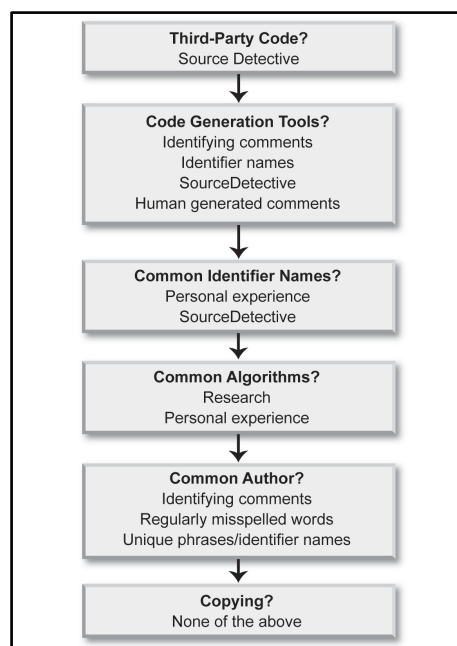 Third-Party Code?
Source Detective
Code Generation Tools?
Identifying comments
Identifier names
SourceDetective
Human generated comments
Common Identifier Names?
Personal experience
SourceDetective
Common Algorithms?
Research
Personal experience
Common Author?
Identifying comments
Regularly misspelled words
Unique phrases/identifier names
Copying?
None of the above